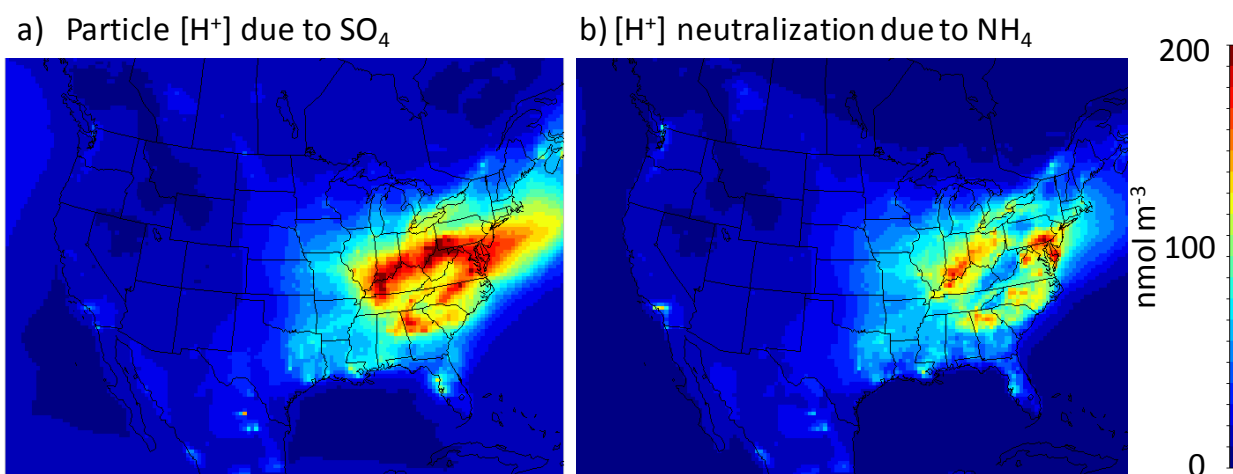 a) Particle [H⁺] due to SO₄
b) [H⁺] neutralization due to NH₄
200
100
0
nmol m⁻³